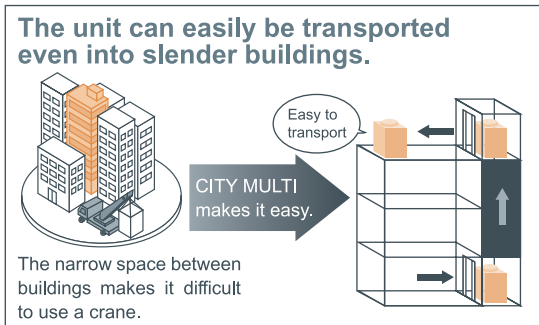 The unit can easily be transported
even into slender buildings.
Easy to
transport
CITY MULTI
makes it easy.
The narrow space between
buildings makes it difficult
to use a crane.